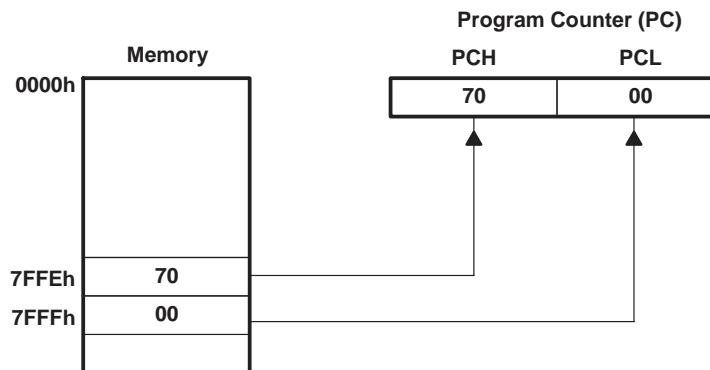 Program Counter (PC)
Memory
PCH PCL
0000h
70 00
7FFEh 70
7FFFh 00